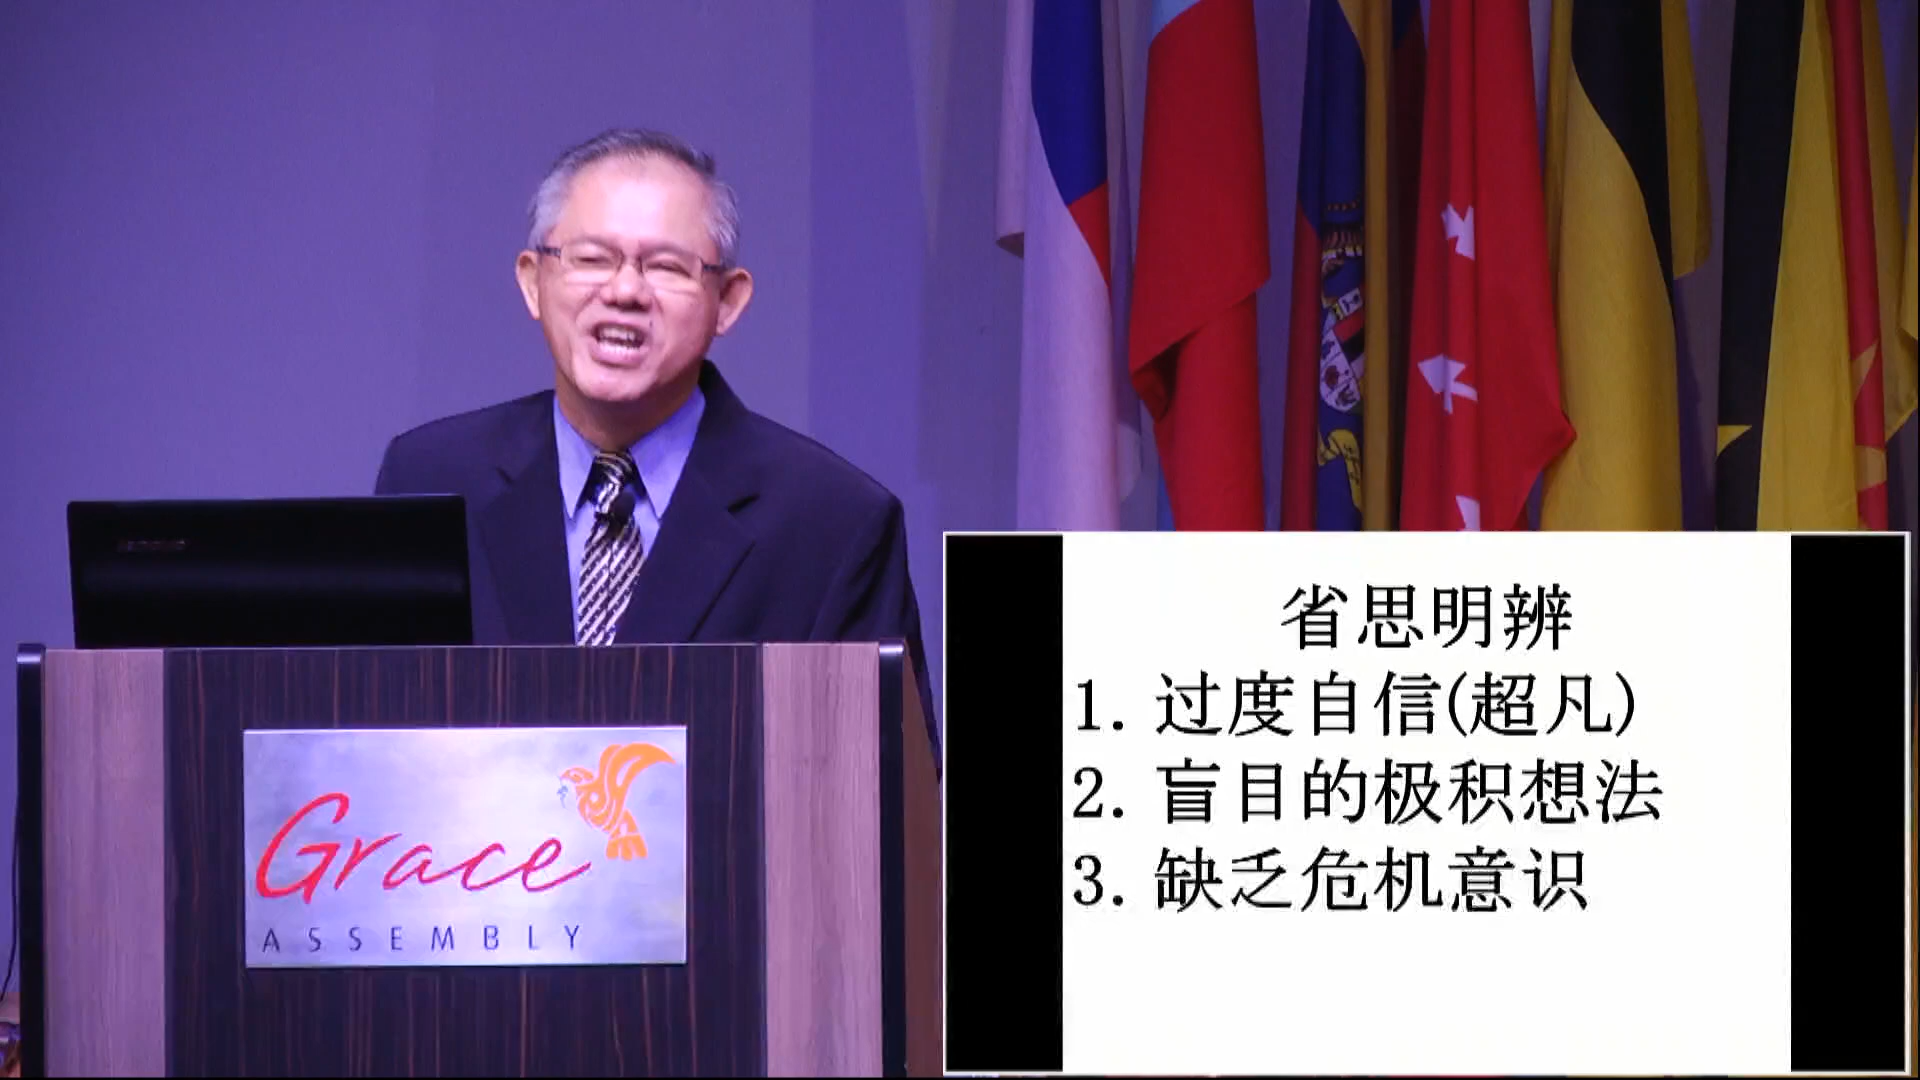 Grace
ASSEMBLY
省思明辨
1. 过度自信(超凡)
2. 盲目的极积想法
3. 缺乏危机意识